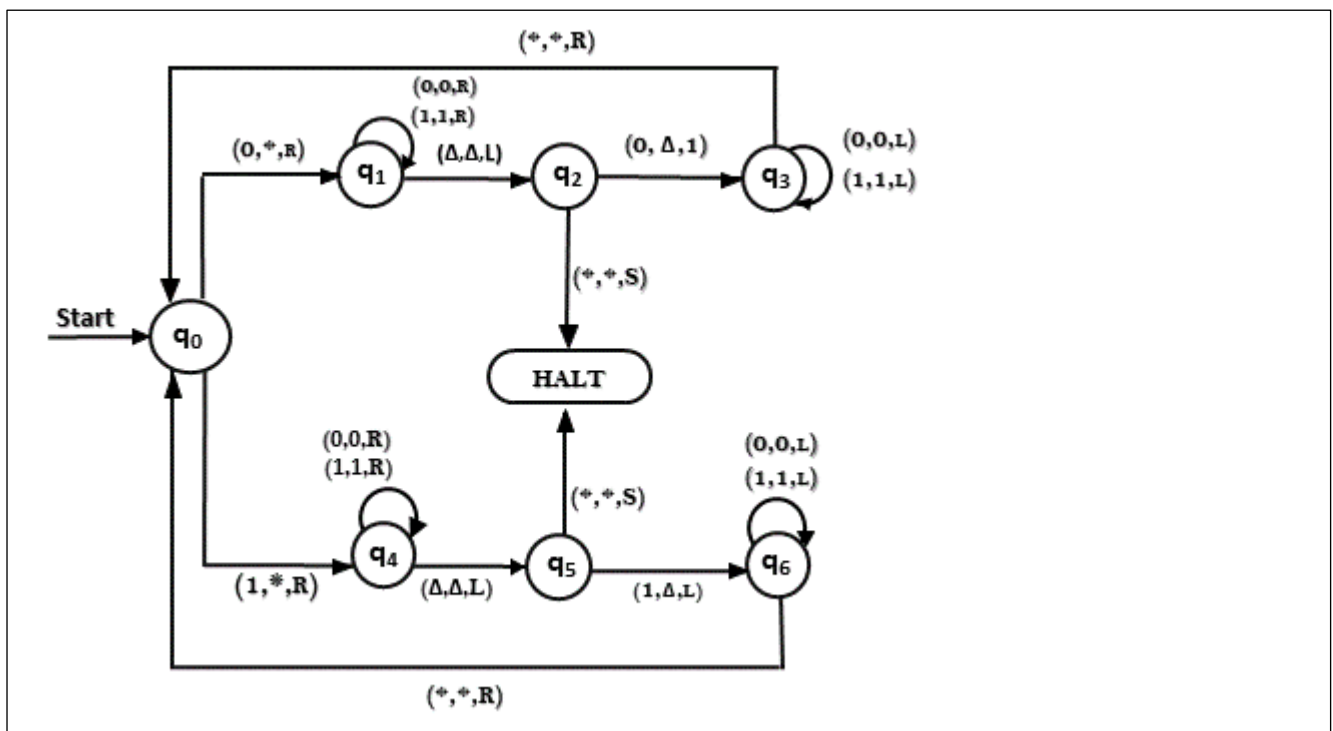 (*,*,R)
(0,0,R)
(1,1,R)
(0,*,R)
(Δ,Δ,L)
(0, Δ,1)
(0,0,L)
(1,1,L)
q1
q2
q3
(*,*,S)
Start
q0
HALT
(0,0,R)
(1,1,R)
(0,0,L)
(1,1,L)
(*,*,S)
q4
q5
q6
(1,*,R)
(Δ,Δ,L)
(1,Δ,L)
(*,*,R)